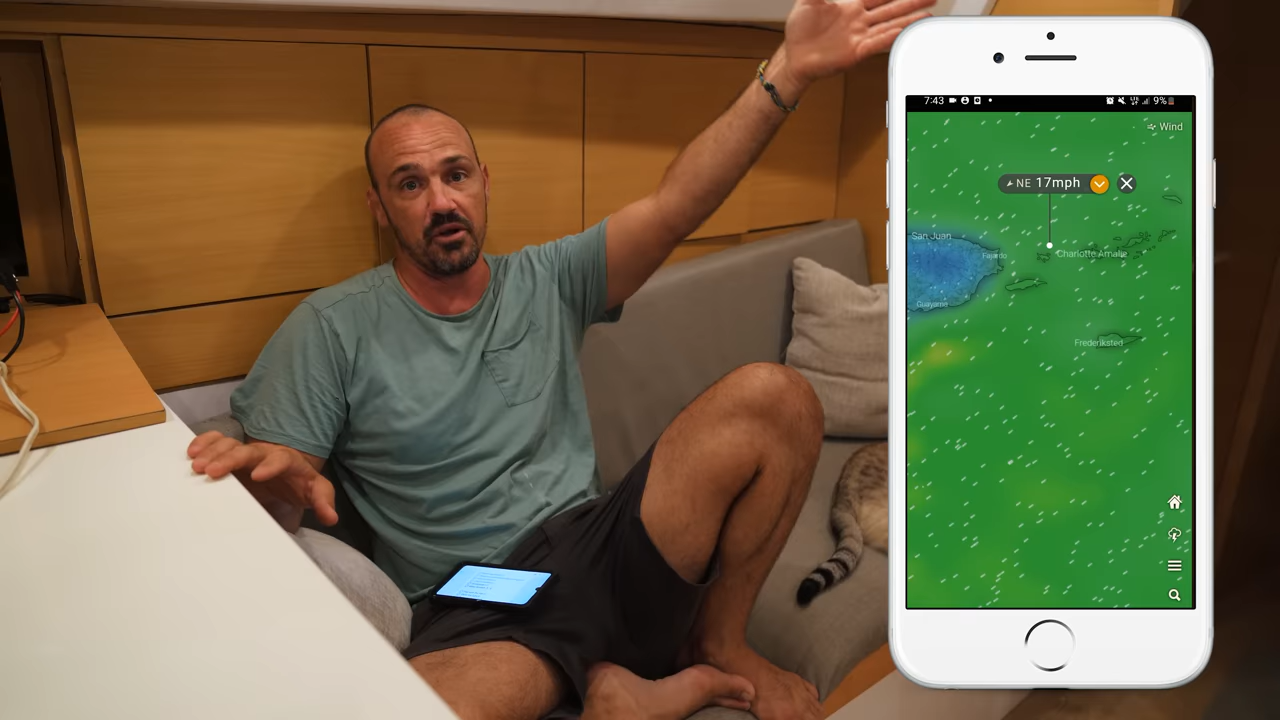 7:43 9%
Wind
NE 17mph
San Juan
Fajardo
Charlotte Amalie
Guayama
Frederiksted